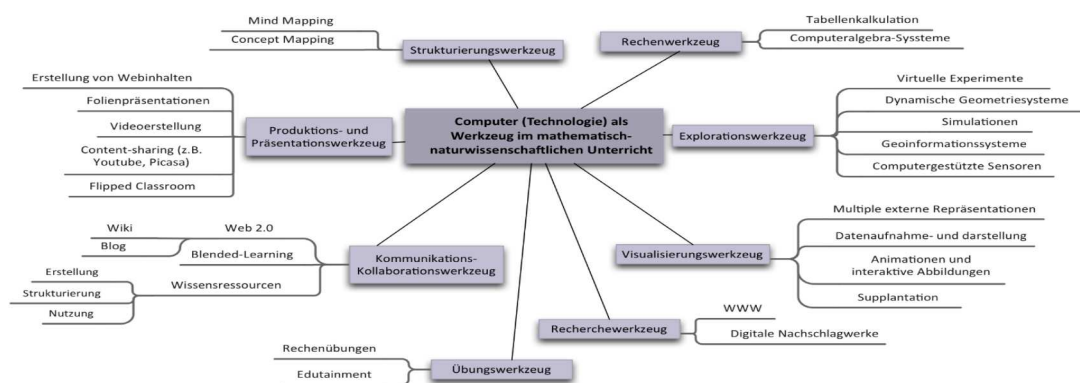 Mind Mapping
Concept Mapping
Strukturierungswerkzeug
Rechenwerkzeug
Tabellenkalkulation
Computeralgebra-Syssteme
Computer (Technologie) als
Werkzeug im mathematisch-
naturwissenschaftlichen Unterricht
Erstellung von Webinhalten
Folienpräsentationen
Videoerstellung
Content-sharing (z.B.
Youtube, Picasa)
Flipped Classroom
Produktions- und
Präsentationswerkzeug
Explorationswerkzeug
Virtuelle Experimente
Dynamische Geometriesysteme
Simulationen
Geoinformationssysteme
Computergestützte Sensoren
Wiki
Blog
Web 2.0
Blended-Learning
Erstellung
Strukturierung
Nutzung
Wissensressourcen
Kommunikations-
Kollaborationswerkzeug
Visualisierungswerkzeug
Multiple externe Repräsentationen
Datenaufnahme- und darstellung
Animationen und
interaktive Abbildungen
Supplantation
Recherchewerkzeug
WWW
Digitale Nachschlagwerke
Rechenübungen
Edutainment
Übungswerkzeug